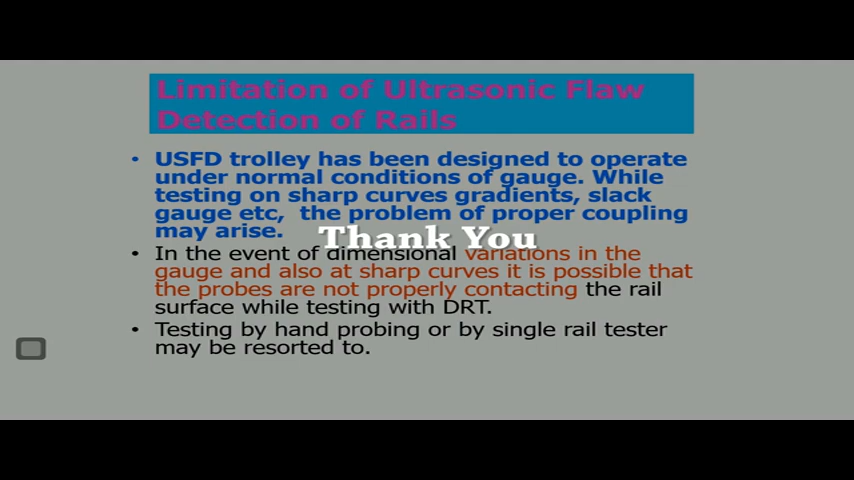 Limitation of Ultrasonic Flaw
Detection of Rails
• USFD trolley has been designed to operate
under normal conditions of gauge. While
testing on sharp curves gradients, slack
gauge etc, the problem of proper coupling
may arise.
Thank You
• In the event of dimensional variations in the
gauge and also at sharp curves it is possible that
the probes are not properly contacting the rail
surface while testing with DRT.
• Testing by hand probing or by single rail tester
may be resorted to.